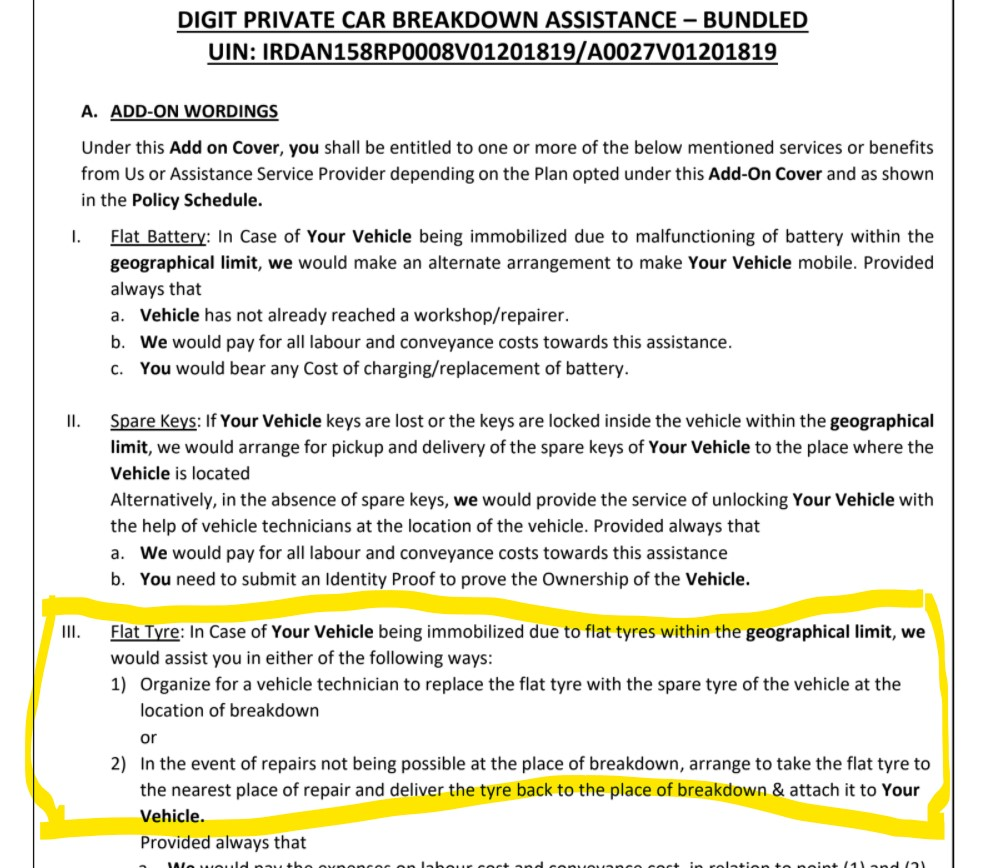 DIGIT PRIVATE CAR BREAKDOWN ASSISTANCE – BUNDLED
UIN: IRDAN158RP0008V01201819/A0027V01201819
A. ADD-ON WORDINGS
Under this Add on Cover, you shall be entitled to one or more of the below mentioned services or benefits
from Us or Assistance Service Provider depending on the Plan opted under this Add-On Cover and as shown
in the Policy Schedule.
I. Flat Battery: In Case of Your Vehicle being immobilized due to malfunctioning of battery within the
geographical limit, we would make an alternate arrangement to make Your Vehicle mobile. Provided
always that
a. Vehicle has not already reached a workshop/repairer.
b. We would pay for all labour and conveyance costs towards this assistance.
c. You would bear any Cost of charging/replacement of battery.
II. Spare Keys: If Your Vehicle keys are lost or the keys are locked inside the vehicle within the geographical
limit, we would arrange for pickup and delivery of the spare keys of Your Vehicle to the place where the
Vehicle is located
Alternatively, in the absence of spare keys, we would provide the service of unlocking Your Vehicle with
the help of vehicle technicians at the location of the vehicle. Provided always that
a. We would pay for all labour and conveyance costs towards this assistance
b. You need to submit an Identity Proof to prove the Ownership of the Vehicle.
III. Flat Tyre: In Case of Your Vehicle being immobilized due to flat tyres within the geographical limit, we
would assist you in either of the following ways:
1) Organize for a vehicle technician to replace the flat tyre with the spare tyre of the vehicle at the
location of breakdown
or
2) In the event of repairs not being possible at the place of breakdown, arrange to take the flat tyre to
the nearest place of repair and deliver the tyre back to the place of breakdown & attach it to Your
Vehicle.
Provided always that
a. We would pay the expenses on labour cost and conveyance cost, in relation to point (1) and (2)